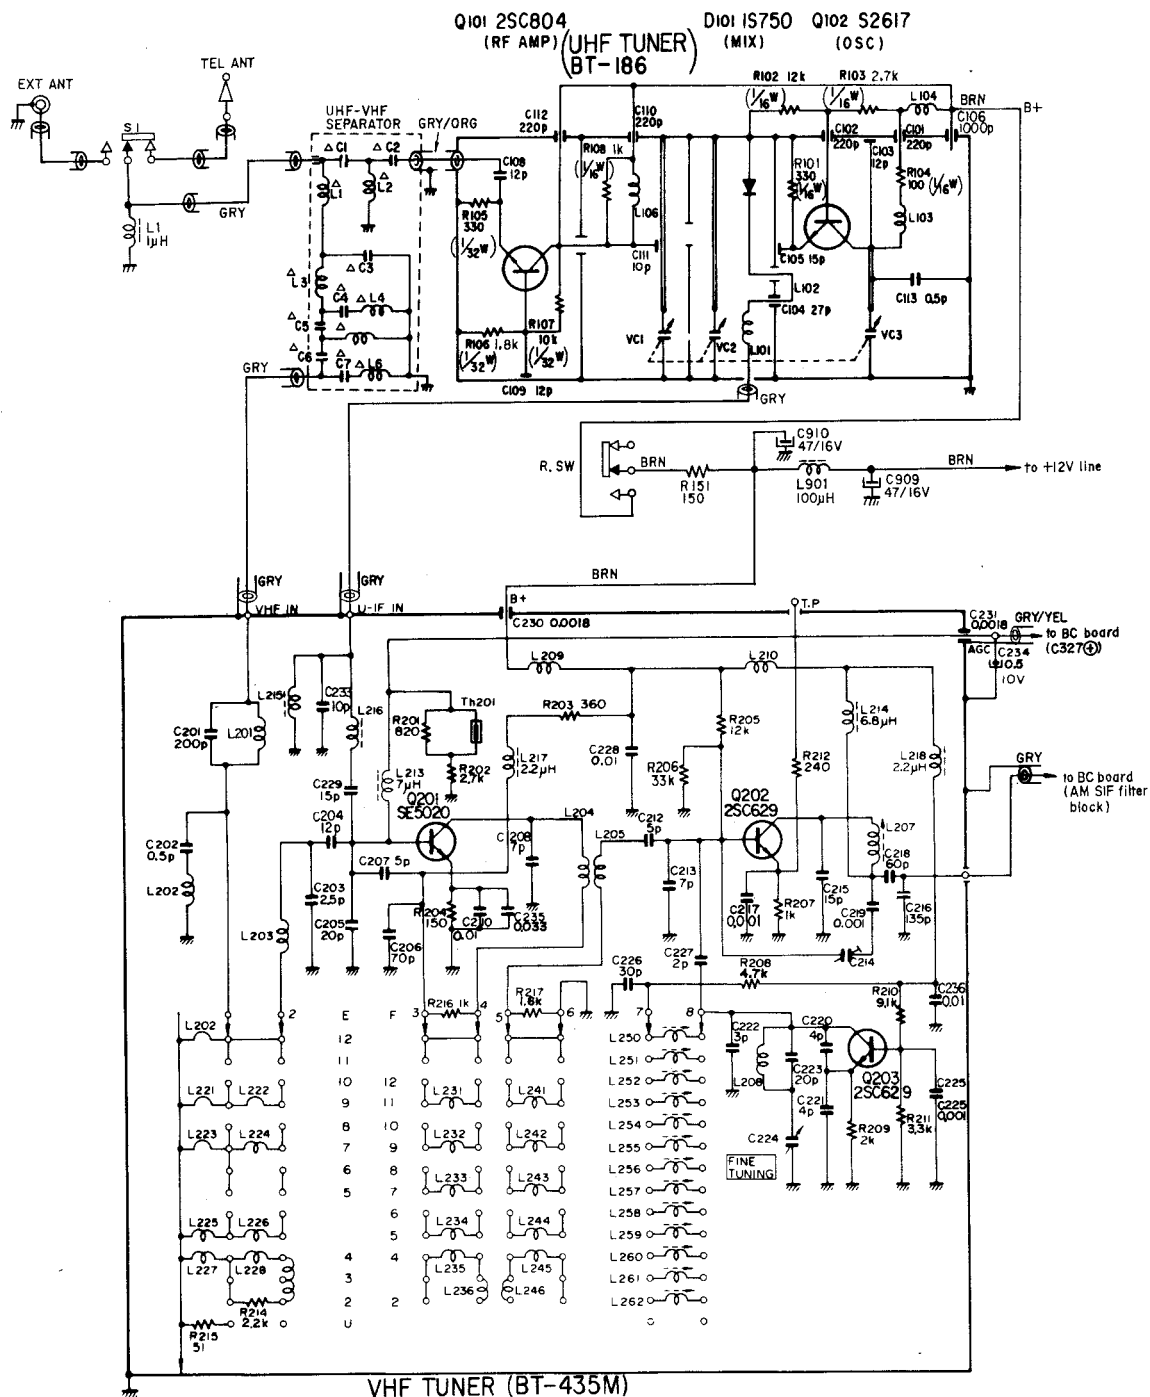 Q101 2SC804
(RF AMP)
(UHF TUNER)
BT-186
D101 1S750
(MIX)
Q102 S2617
(OSC)
EXT ANT
TEL ANT
S1
L1
1μH
GRY
UHF-VHF
SEPARATOR
GRY/ORG
△ C1
△ C2
△ L1
△ L2
△ C3
△ L3
△ C4
△ L4
△ C5
△
△ C6
△ C7
△ L6
GRY
C112
220p
C110
220p
R102 12k
(1/16W)
R103 2.7k
(1/16W)
L104
BRN
B+
C106
1000p
C108
12p
R108 1k
(1/16W)
R101
330
(1/16W)
C102
220p
C103
12p
C101
220p
R104
100
(1/16W)
R105
330
(1/32W)
L106
L103
C111
10p
C105 15p
L102
C104 27p
C113 0.5p
R106 1.8k
(1/32W)
R107
10k
(1/32W)
VC1
VC2
L101
VC3
C109 12p
GRY
C910
47/16V
R. SW
BRN
R151
150
L901
100μH
BRN
to +12V line
C909
47/16V
GRY
GRY
BRN
VHF IN
U-IF IN
B+
C230 0.0018
T.P
C231
0.0018
GRY/YEL
to BC board
(C327⊕)
AGC
C234
0.5
10V
L209
L210
L215
C233
10p
L216
R201
820
Th201
R203 360
L214
6.8μH
C201
200p
L201
R202
2.7k
L217
2.2μH
C228
0.01
R205
12k
R206
33k
R212
240
L218
2.2μH
GRY
to BC board
(AM SIF filter
block)
C229
15p
L213
7μH
Q201
SE5020
Q202
2SC629
C202
0.5p
C204
12p
C207 5p
C208
7p
L204
L205
C212
5p
L207
C218
60p
L202
C203
2.5p
C205
20p
C213
7p
C217
0.001
R207
1k
C215
15p
C219
0.001
C216
135p
L203
R204
150
C210
0.01
C235
0.033
C206
70p
C226
30p
C227
2p
R208
4.7k
C214
R210
9.1k
C236
0.01
2
E
F
3
R216 1k
4
5
R217
1.8k
6
7
8
L202
12
L250
C222
3p
C220
4p
11
L251
L208
C223
20p
Q203
2SC629
L221
L222
10
12
L231
L241
L252
C225
9
11
L253
C221
4p
C225
0.001
L223
L224
8
10
L232
L242
L254
C224
R209
2k
R211
3.3k
7
9
L255
6
8
L233
L243
L256
FINE
TUNING
5
7
L257
L225
L226
6
L234
L244
L258
5
L259
L227
L228
4
4
L235
L245
L260
3
L236
L246
L261
R214
2.2k
2
2
L262
R215
51
U
VHF TUNER (BT-435M)